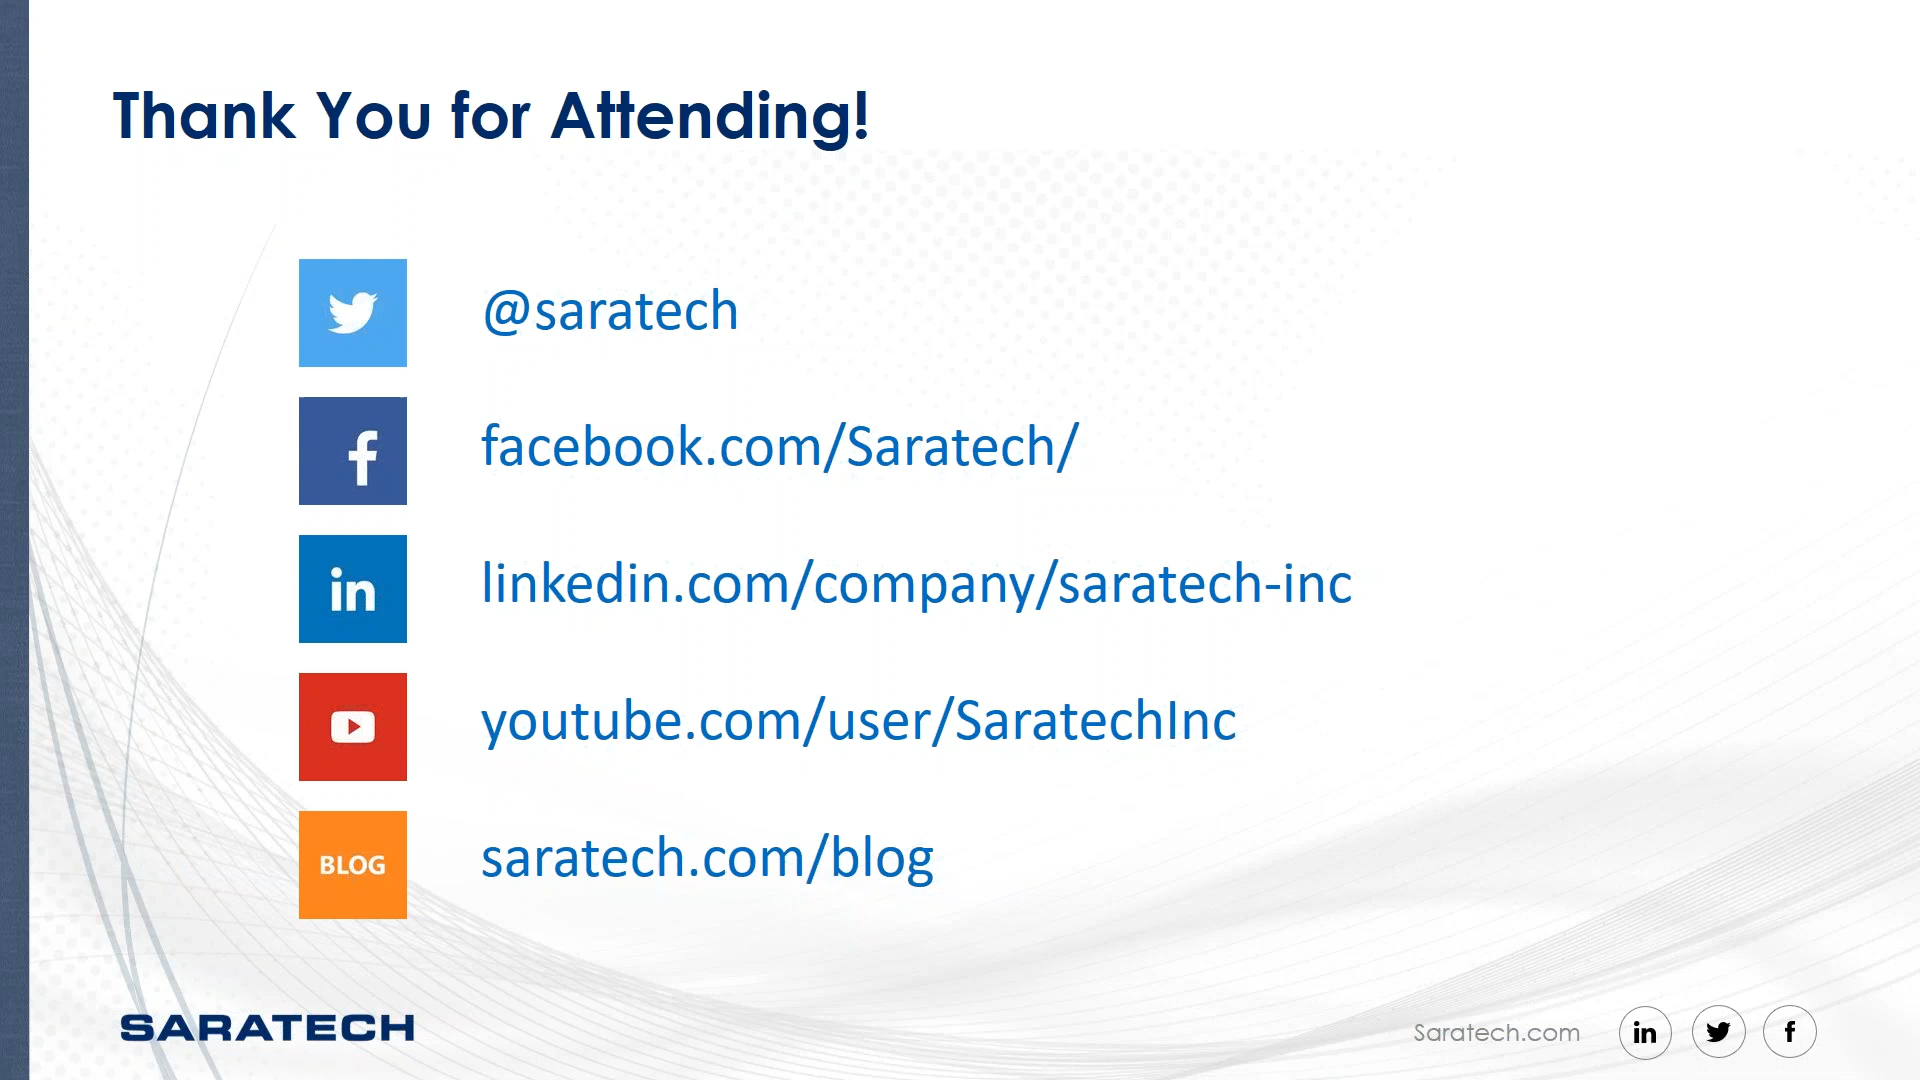 Thank You for Attending!
@saratech
facebook.com/Saratech/
in linkedin.com/company/saratech-inc
youtube.com/user/SaratechInc
BLOG saratech.com/blog
SARATECH Saratech.com in f